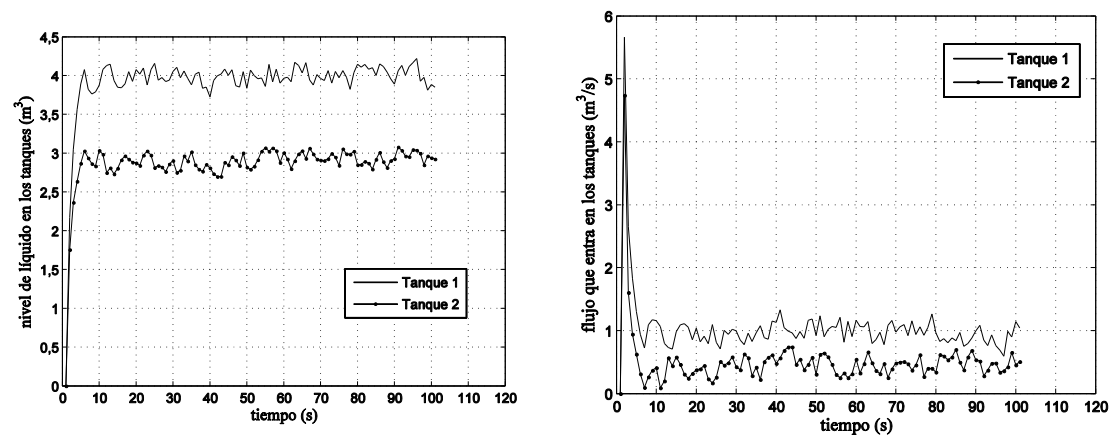 nivel de líquido en los tanques (m³)
4,5
4
3,5
3
2,5
2
1,5
1
0,5
0
0 10 20 30 40 50 60 70 80 90 100 110 120
tiempo (s)
Tanque 1
Tanque 2
flujo que entra en los tanques (m³/s)
6
5
4
3
2
1
0
0 10 20 30 40 50 60 70 80 90 100 110 120
tiempo (s)
Tanque 1
Tanque 2